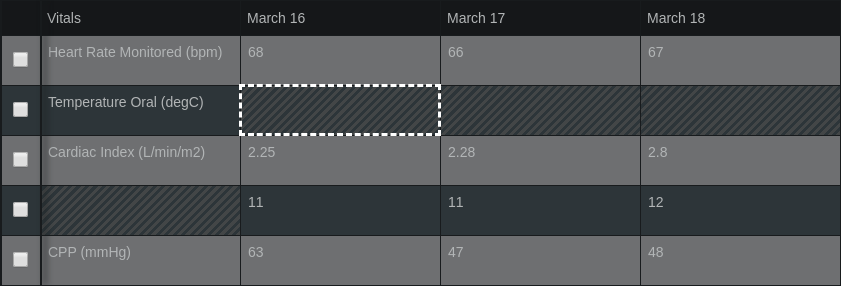 Vitals March 16 March 17 March 18
Heart Rate Monitored (bpm) 68 66 67
Temperature Oral (degC)
Cardiac Index (L/min/m2) 2.25 2.28 2.8
11 11 12
CPP (mmHg) 63 47 48